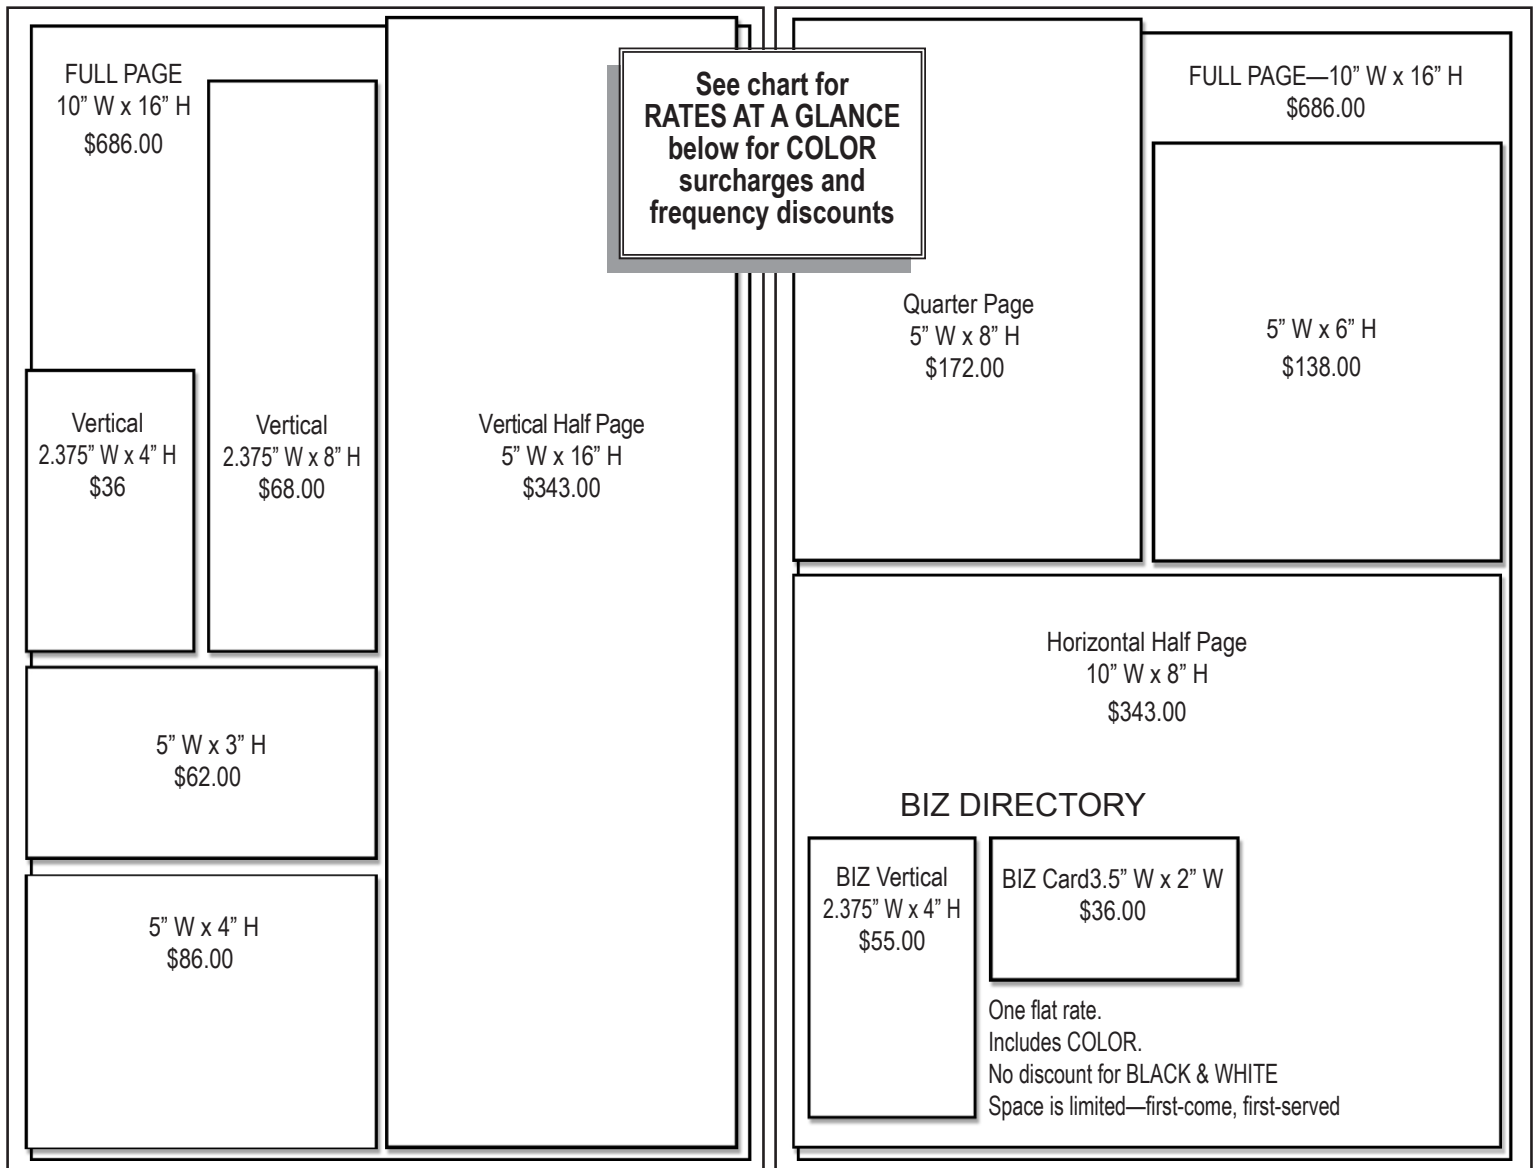 FULL PAGE
10” W x 16” H
$686.00
Vertical
2.375” W x 4” H
$36
Vertical
2.375” W x 8” H
$68.00
Vertical Half Page
5” W x 16” H
$343.00
5” W x 3” H
$62.00
5” W x 4” H
$86.00
See chart for
RATES AT A GLANCE
below for COLOR
surcharges and
frequency discounts
Quarter Page
5” W x 8” H
$172.00
FULL PAGE—10” W x 16” H
$686.00
5” W x 6” H
$138.00
Horizontal Half Page
10” W x 8” H
$343.00
BIZ DIRECTORY
BIZ Vertical
2.375” W x 4” H
$55.00
BIZ Card3.5” W x 2” W
$36.00
One flat rate.
Includes COLOR.
No discount for BLACK & WHITE
Space is limited—first-come, first-served